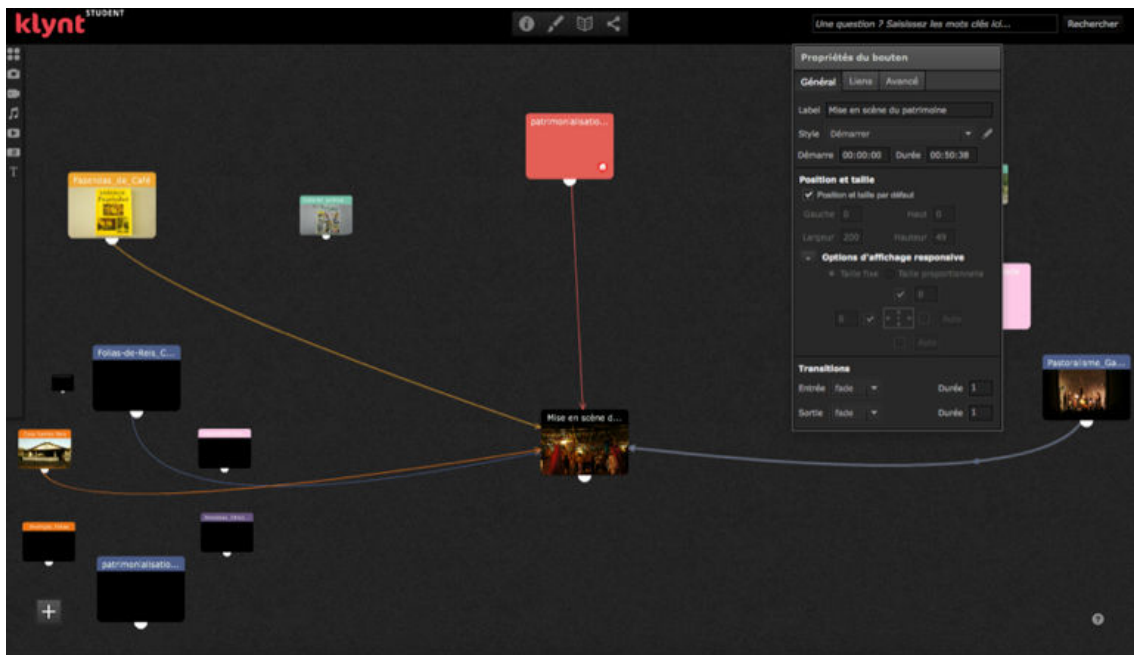 klynt STUDENT
Une question ? Saisissez les mots clés ici...
Rechercher
Propriétés du bouton
Général Liens Avancé
Label Mise en scène du patrimoine
Style Démarrer
Démarre 00:00:00 Durée 00:50:38
Position et taille
Position et taille par défaut
Gauche 0 Haut 0
Largeur 200 Hauteur 49
Options d'affichage responsive
Taille fixe Taille proportionnelle
0
0 Auto
Auto
Transitions
Entrée fade Durée 1
Sortie fade Durée 1
patrimonialisatio...
T
Folias-de-Reis_C...
Pastoralisme_Ga...
Mise en scène d...
patrimonialisatio...
+
?